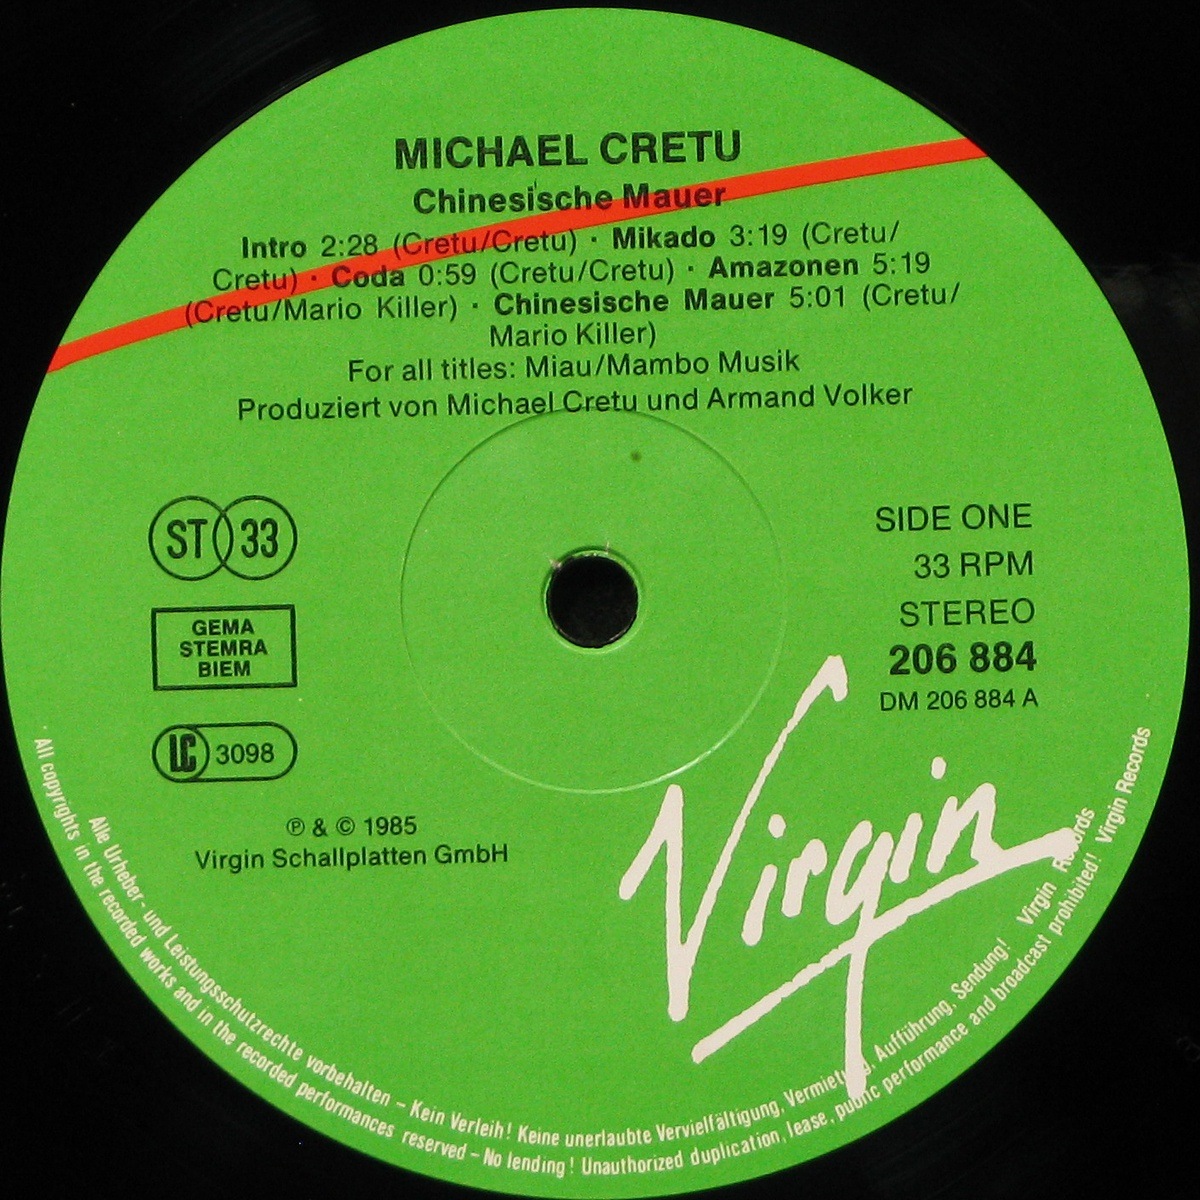 MICHAEL CRETU
Chinesische Mauer
Intro 2:28 (Cretu/Cretu) · Mikado 3:19 (Cretu/
Cretu) · Coda 0:59 (Cretu/Cretu) · Amazonen 5:19
(Cretu/Mario Killer) · Chinesische Mauer 5:01 (Cretu/
Mario Killer)
For all titles: Miau/Mambo Musik
Produziert von Michael Cretu und Armand Volker
ST 33
GEMA
STEMRA
BIEM
LC 3098
SIDE ONE
33 RPM
STEREO
206 884
DM 206 884 A
℗ & © 1985
Virgin Schallplatten GmbH
Virgin
Alle Urheber- und Leistungsschutzrechte vorbehalten – Kein Verleih! Keine unerlaubte Vervielfältigung, Vermietung, Aufführung, Sendung! Virgin Records
All copyrights in the recorded works and in the recorded performances reserved – No lending! Unauthorized duplication, lease, public performance and broadcast prohibited! Virgin Records